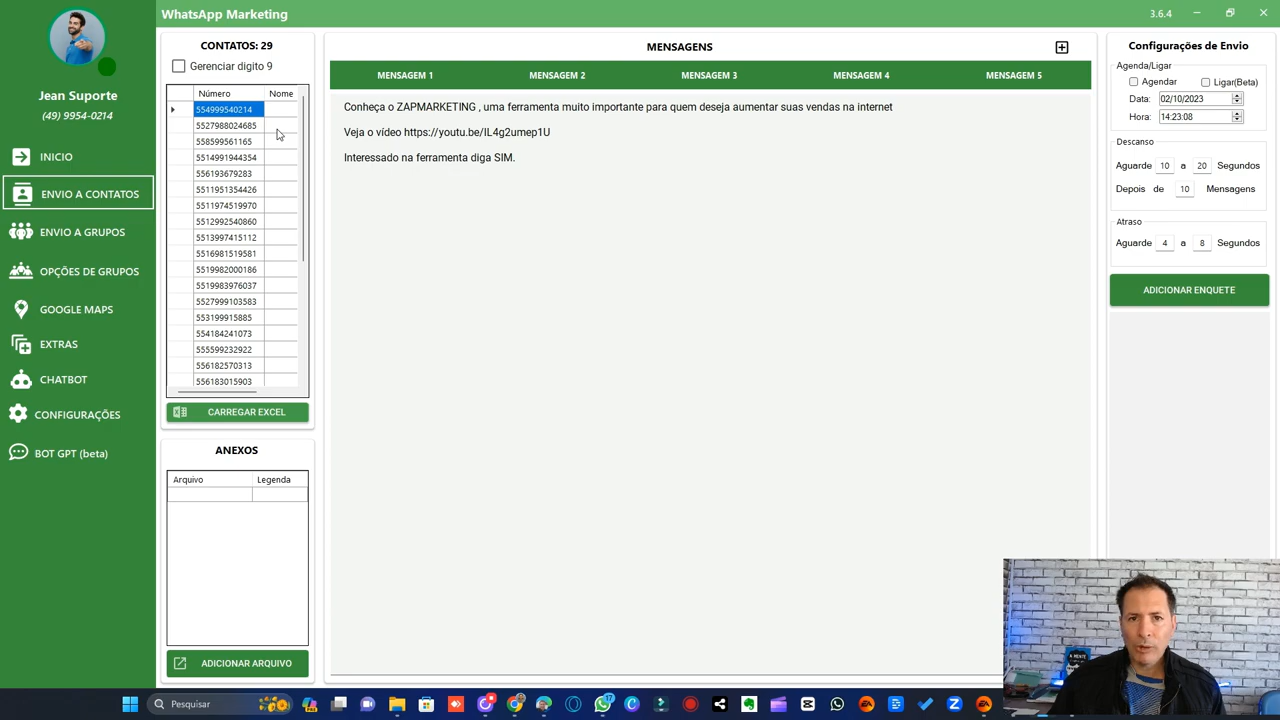 WhatsApp Marketing
3.6.4
Jean Suporte
(49) 9954-0214
INICIO
ENVIO A CONTATOS
ENVIO A GRUPOS
OPÇÕES DE GRUPOS
GOOGLE MAPS
EXTRAS
CHATBOT
CONFIGURAÇÕES
BOT GPT (beta)
CONTATOS: 29
Gerenciar digito 9
Número Nome
554999540214
5527988024685
558599561165
5514991944354
556193679283
5511951354426
5511974519970
5512992540860
5513997415112
5516981519581
5519982000186
5519983976037
5527999103583
553199915885
554184241073
555599232922
556182570313
556183015903
CARREGAR EXCEL
ANEXOS
Arquivo Legenda
ADICIONAR ARQUIVO
MENSAGENS
MENSAGEM 1 MENSAGEM 2 MENSAGEM 3 MENSAGEM 4 MENSAGEM 5
Conheça o ZAPMARKETING , uma ferramenta muito importante para quem deseja aumentar suas vendas na internet
Veja o vídeo https://youtu.be/IL4g2umep1U
Interessado na ferramenta diga SIM.
Configurações de Envio
Agenda/Ligar
Agendar Ligar(Beta)
Data: 02/10/2023
Hora: 14:23:08
Descanso
Aguarde 10 a 20 Segundos
Depois de 10 Mensagens
Atraso
Aguarde 4 a 8 Segundos
ADICIONAR ENQUETE
A MENTE
Pesquisar
17